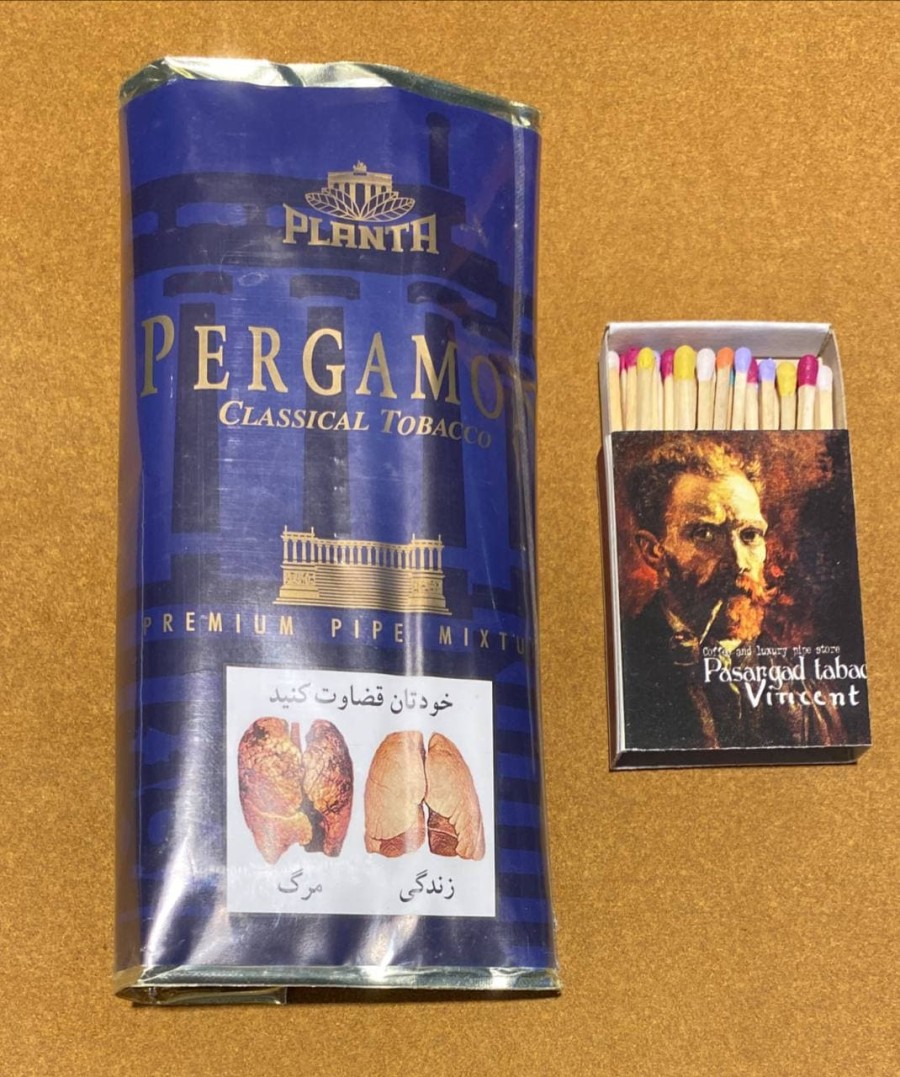 PLANTA
PERGAMO
CLASSICAL TOBACCO
PREMIUM PIPE MIXTU
خودتان قضاوت کنید
مرگ زندگی
Coffee and luxury pipe store
Pasargad tabac
Vincent